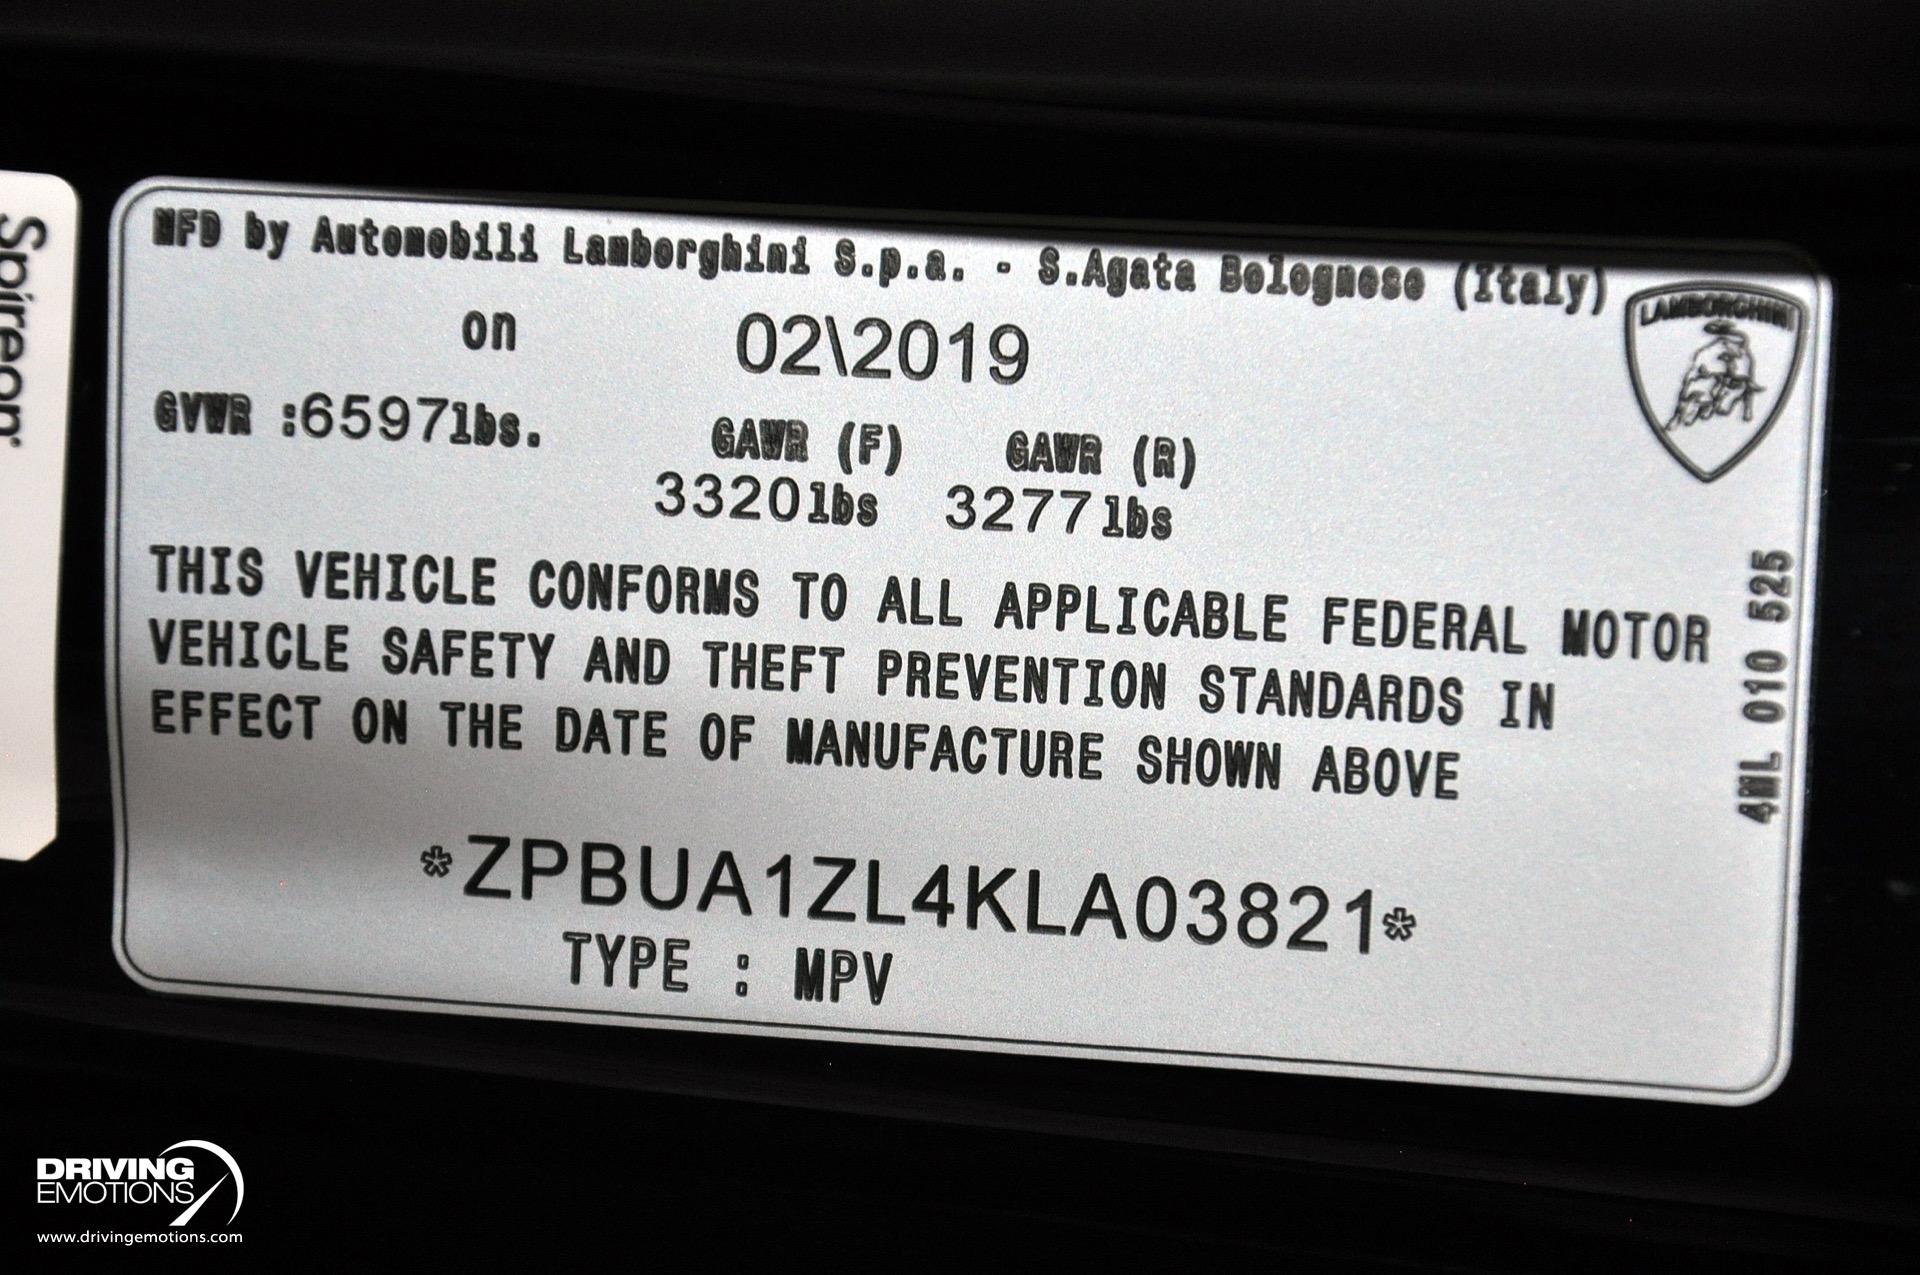 Spireon
MFD by Automobili Lamborghini S.p.a. - S.Agata Bolognese (Italy)
LAMBORGHINI
on 02\2019
GVWR :6597lbs. GAWR (F) GAWR (R)
3320lbs 3277lbs
THIS VEHICLE CONFORMS TO ALL APPLICABLE FEDERAL MOTOR
VEHICLE SAFETY AND THEFT PREVENTION STANDARDS IN
EFFECT ON THE DATE OF MANUFACTURE SHOWN ABOVE
4ML 010 525
*ZPBUA1ZL4KLA03821*
TYPE : MPV
DRIVING
EMOTIONS
www.drivingemotions.com